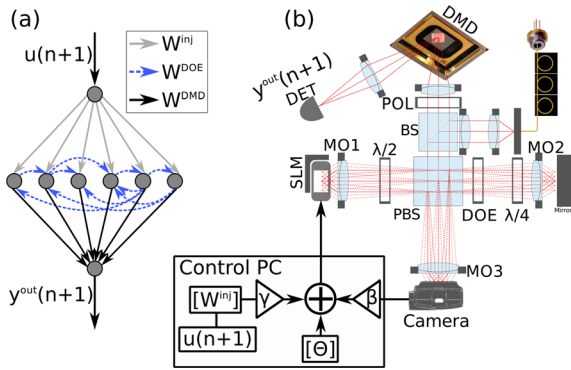 (a)
u(n+1)
W^inj
W^DOE
W^DMD
y^out(n+1)
(b)
DMD
y^out(n+1)
DET
POL
BS
MO1
λ/2
MO2
SLM
PBS
DOE
λ/4
Mirror
MO3
Control PC
[W^inj]
γ
+
β
Camera
u(n+1)
[Θ]